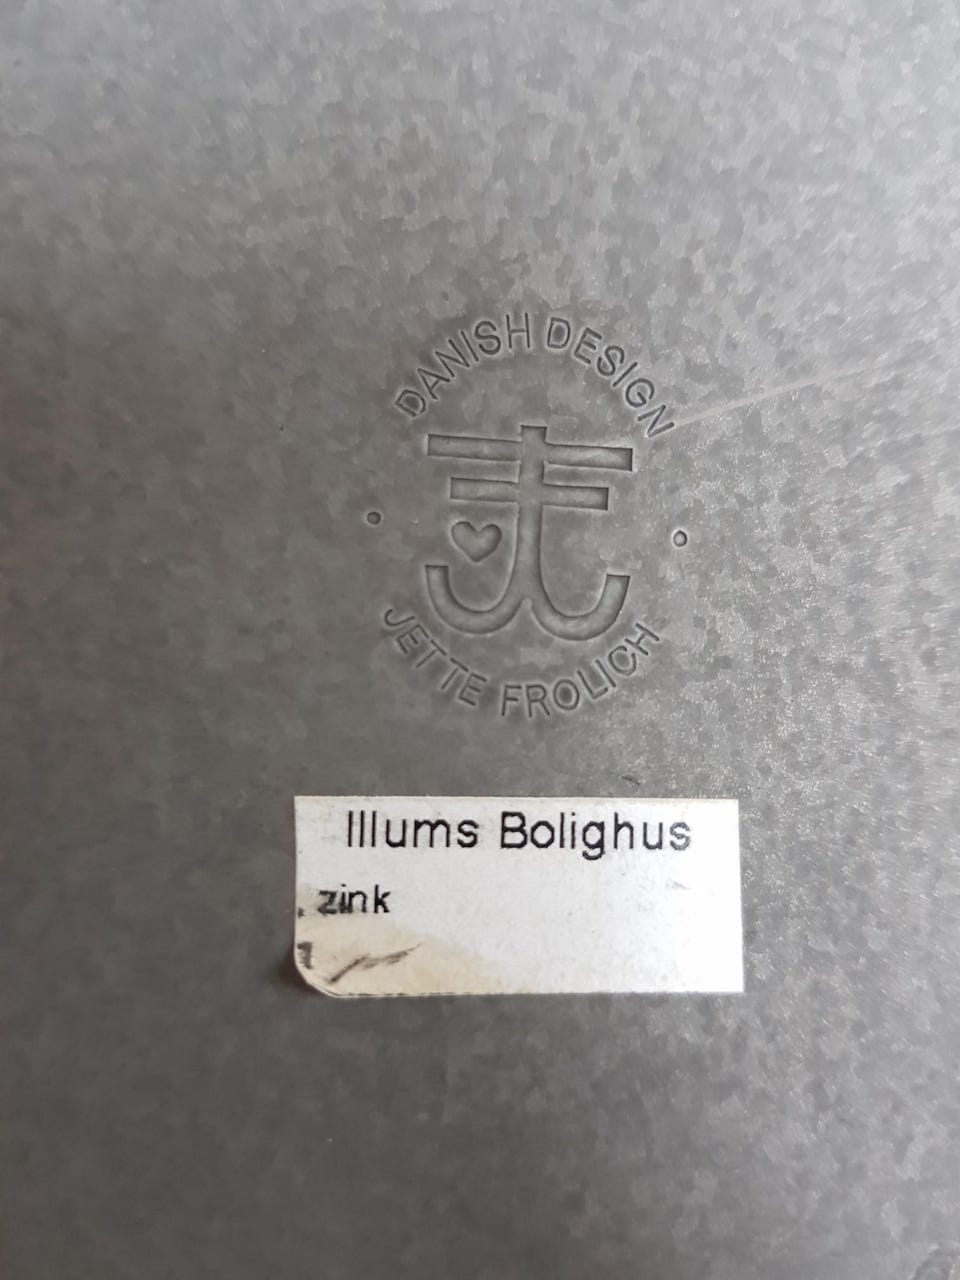 DANISH DESIGN
JETTE FROLICH
Illums Bolighus
zink